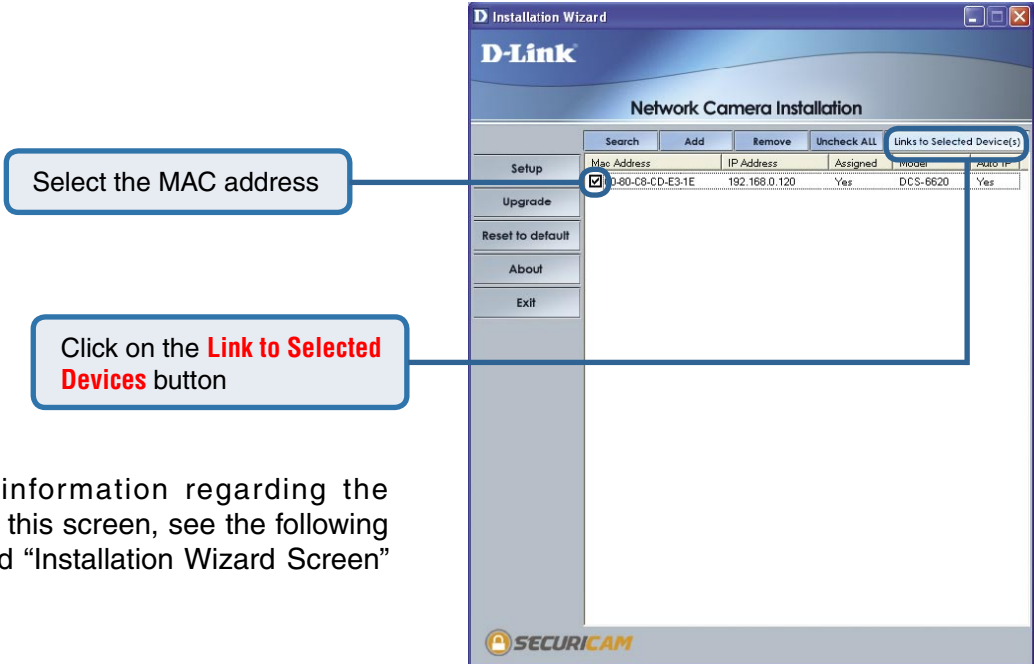 Installation Wizard
D-Link
Network Camera Installation
Search Add Remove Uncheck ALL Links to Selected Device(s)
Mac Address IP Address Assigned Model Auto IP
0-80-C8-CD-E3-1E 192.168.0.120 Yes DCS-6620 Yes
Setup
Upgrade
Reset to default
About
Exit
SECURICAM
Select the MAC address
Click on the Link to Selected
Devices button
information regarding the
this screen, see the following
“Installation Wizard Screen”